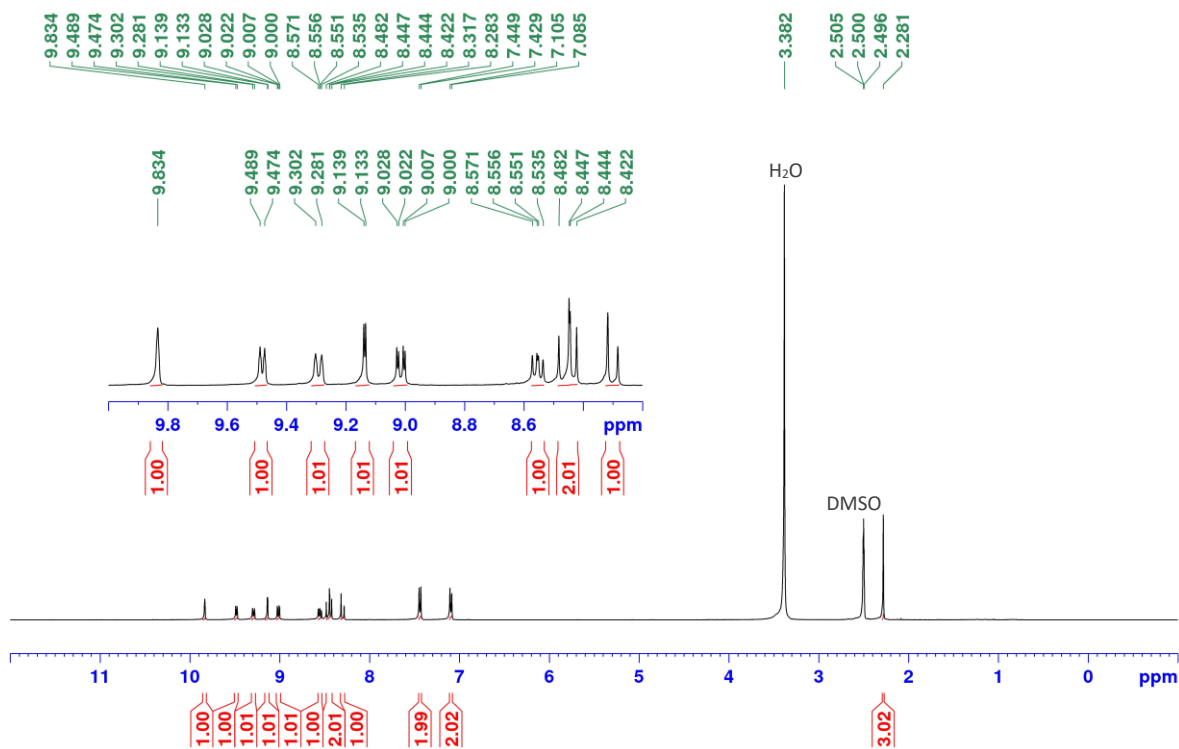 9.834 9.489 9.474 9.302 9.281 9.139 9.133 9.028 9.022 9.007 9.000 8.571 8.556 8.551 8.535 8.482 8.447 8.444 8.422 8.317 8.283 7.449 7.429 7.105 7.085 3.382 2.505 2.500 2.496 2.281
9.834 9.489 9.474 9.302 9.281 9.139 9.133 9.028 9.022 9.007 9.000 8.571 8.556 8.551 8.535 8.482 8.447 8.444 8.422
H₂O
9.8 9.6 9.4 9.2 9.0 8.8 8.6 ppm
1.00 1.00 1.01 1.01 1.01 1.00 2.01 1.00
DMSO
11 10 9 8 7 6 5 4 3 2 1 0 ppm
1.00 1.00 1.01 1.01 1.01 1.00 2.01 1.00 1.99 2.02 3.02